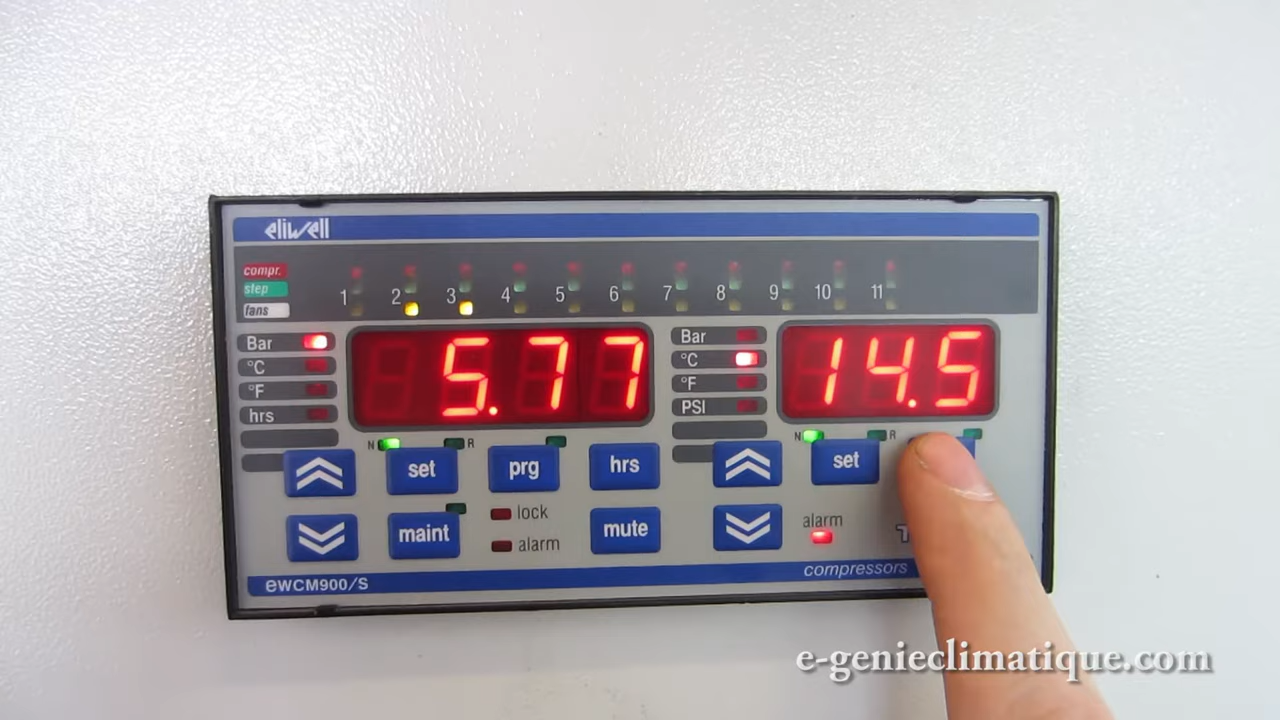 eliwell
compr.
step
fans
1 2 3 4 5 6 7 8 9 10 11
Bar
°C
°F
hrs
5.77
Bar
°C
°F
PSI
14.5
N R
set
prg
hrs
N R
set
maint
lock
alarm
mute
alarm
compressors
eWCM900/S
e-genieclimatique.com